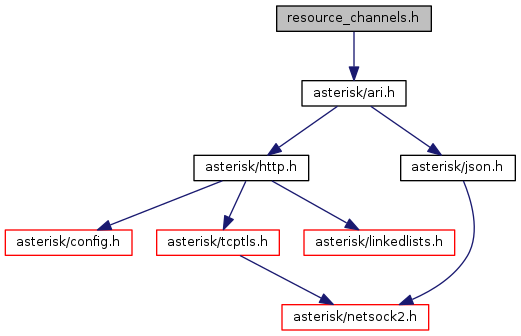 resource_channels.h
asterisk/ari.h
asterisk/http.h
asterisk/json.h
asterisk/config.h
asterisk/tcptls.h
asterisk/linkedlists.h
asterisk/netsock2.h